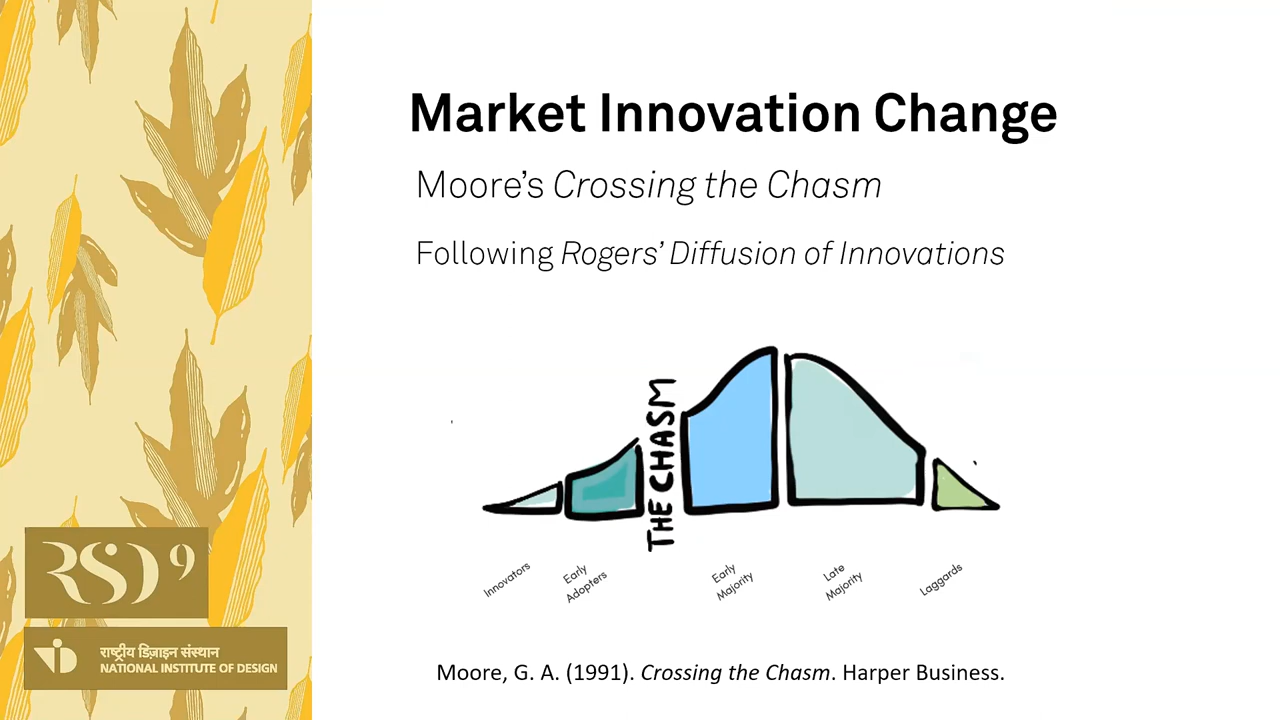 Market Innovation Change
Moore’s Crossing the Chasm
Following Rogers’ Diffusion of Innovations
THE CHASM
Innovators
Early
Adopters
Early
Majority
Late
Majority
Laggards
RSD9
राष्ट्रीय डिज़ाइन संस्थान
NATIONAL INSTITUTE OF DESIGN
Moore, G. A. (1991). Crossing the Chasm. Harper Business.